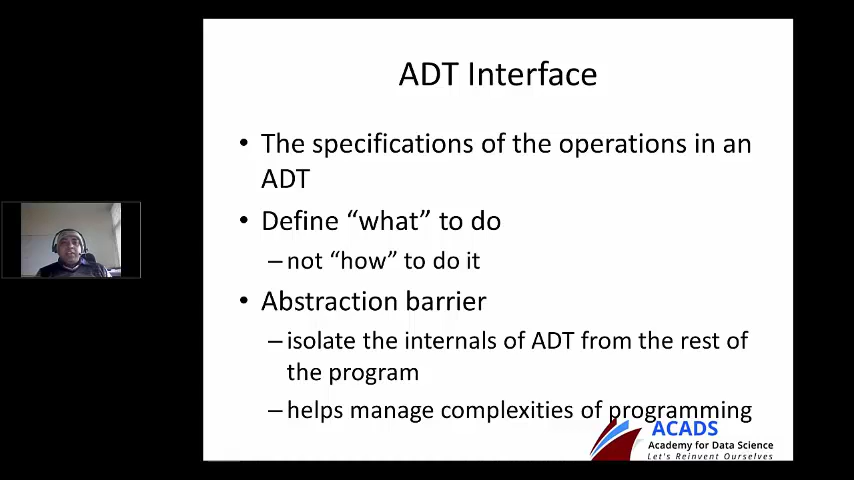 ADT Interface
• The specifications of the operations in an
ADT
• Define “what” to do
–not “how” to do it
• Abstraction barrier
–isolate the internals of ADT from the rest of
the program
–helps manage complexities of programming
ACADS
Academy for Data Science
Let's Reinvent Ourselves